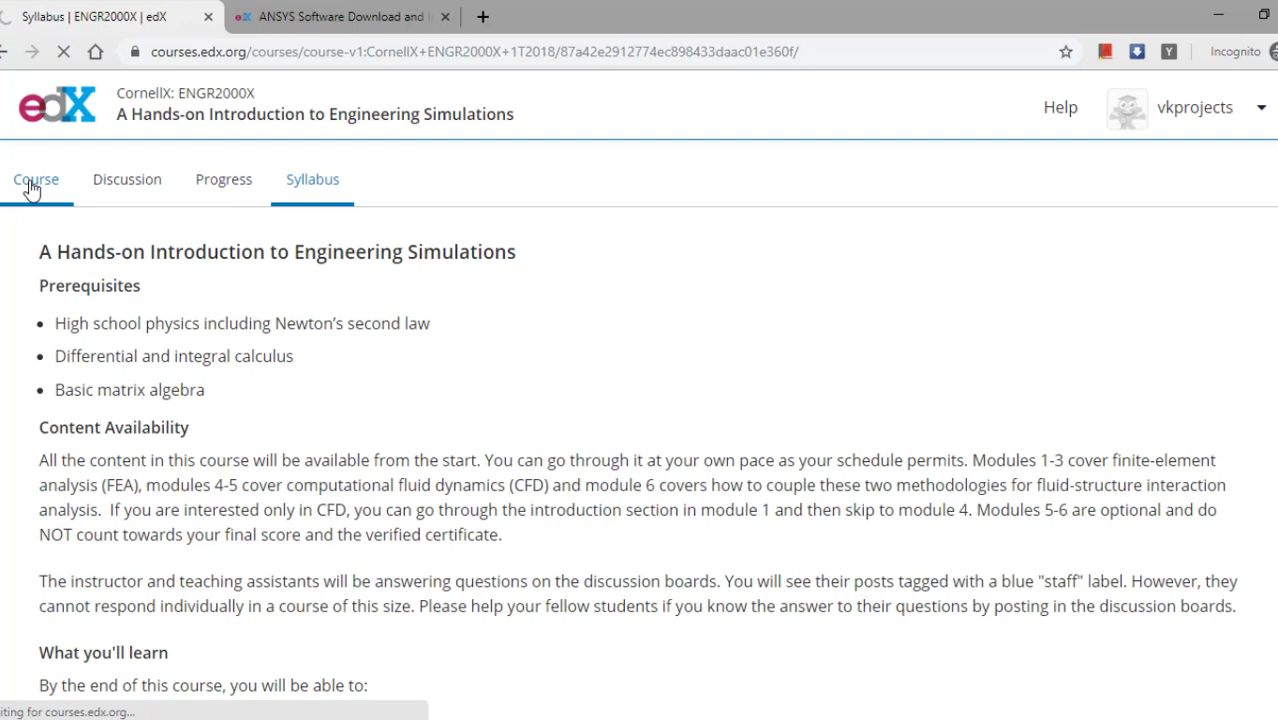 Syllabus | ENGR2000X | edX
ANSYS Software Download and
courses.edx.org/courses/course-v1:CornellX+ENGR2000X+1T2018/87a42e2912774ec898433daac01e360f/
Y
Incognito
edX
CornellX: ENGR2000X
A Hands-on Introduction to Engineering Simulations
Help
vkprojects
Course
Discussion
Progress
Syllabus
A Hands-on Introduction to Engineering Simulations
Prerequisites
• High school physics including Newton’s second law
• Differential and integral calculus
• Basic matrix algebra
Content Availability
All the content in this course will be available from the start. You can go through it at your own pace as your schedule permits. Modules 1-3 cover finite-element
analysis (FEA), modules 4-5 cover computational fluid dynamics (CFD) and module 6 covers how to couple these two methodologies for fluid-structure interaction
analysis. If you are interested only in CFD, you can go through the introduction section in module 1 and then skip to module 4. Modules 5-6 are optional and do
NOT count towards your final score and the verified certificate.
The instructor and teaching assistants will be answering questions on the discussion boards. You will see their posts tagged with a blue "staff" label. However, they
cannot respond individually in a course of this size. Please help your fellow students if you know the answer to their questions by posting in the discussion boards.
What you'll learn
By the end of this course, you will be able to:
iting for courses.edx.org...